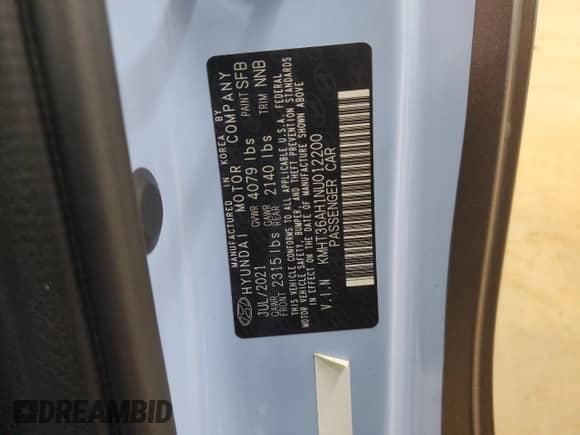 MANUFACTURED IN KOREA BY
HYUNDAI MOTOR COMPANY
JUL/2021 GVWR 4079 lbs PAINT SFB
GAWR FRONT 2315 lbs GAWR REAR 2140 lbs TRIM NNB
THIS VEHICLE CONFORMS TO ALL APPLICABLE U.S.A. FEDERAL
MOTOR VEHICLE SAFETY, BUMPER, AND THEFT PREVENTION STANDARDS
IN EFFECT ON THE DATE OF MANUFACTURE SHOWN ABOVE
V.I.N KMHT36AH1NU012200
PASSENGER CAR
DREAMBID